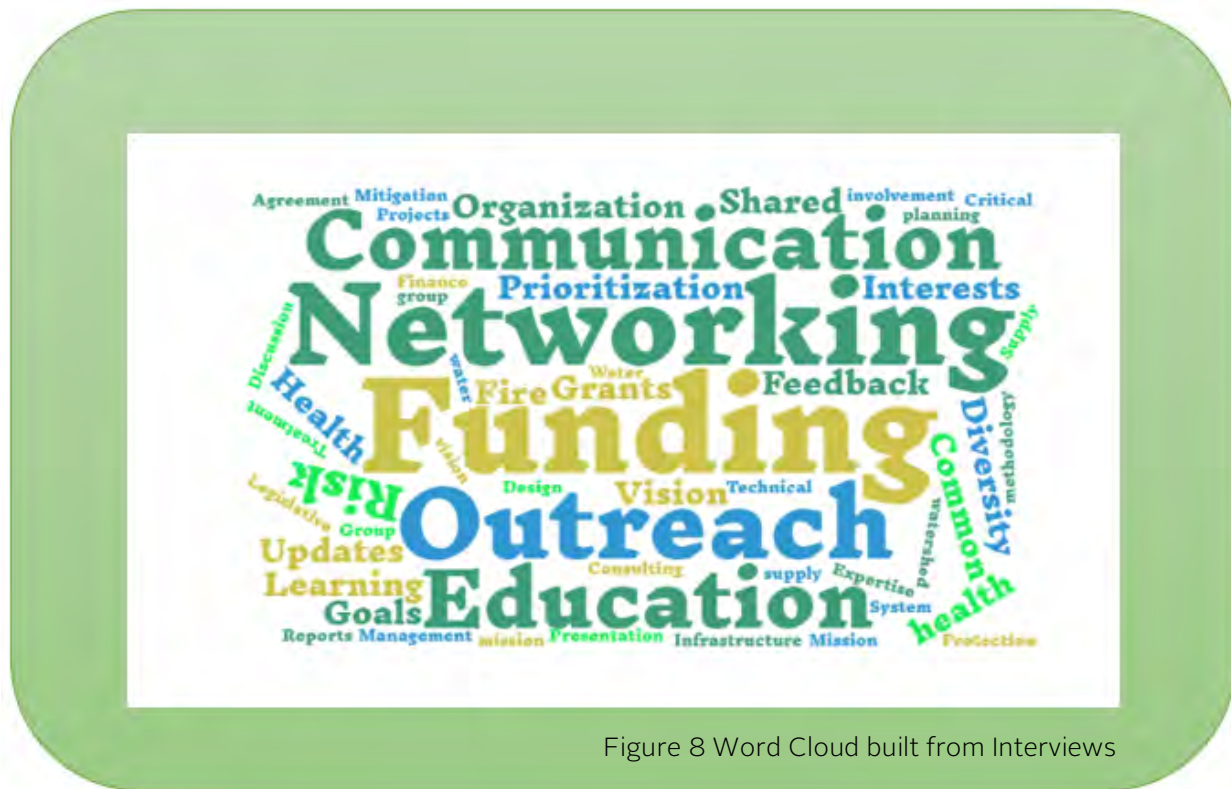 Agreement Mitigation Projects Organization Shared involvement planning Critical
Communication
Finance group Prioritization Interests
Networking
Supply
Discussion
Health
water
Fire
Water
Grants
Feedback
Funding
Treatment
Vision
Diversity
methodology
Common
Risk
Legislative
Group
Design
Vision
Technical
Outreach
watershed
Updates
Consulting
supply
Expertise
Learning
Education
System
health
Goals
Reports Management mission Presentation Infrastructure Mission Protection
Figure 8 Word Cloud built from Interviews